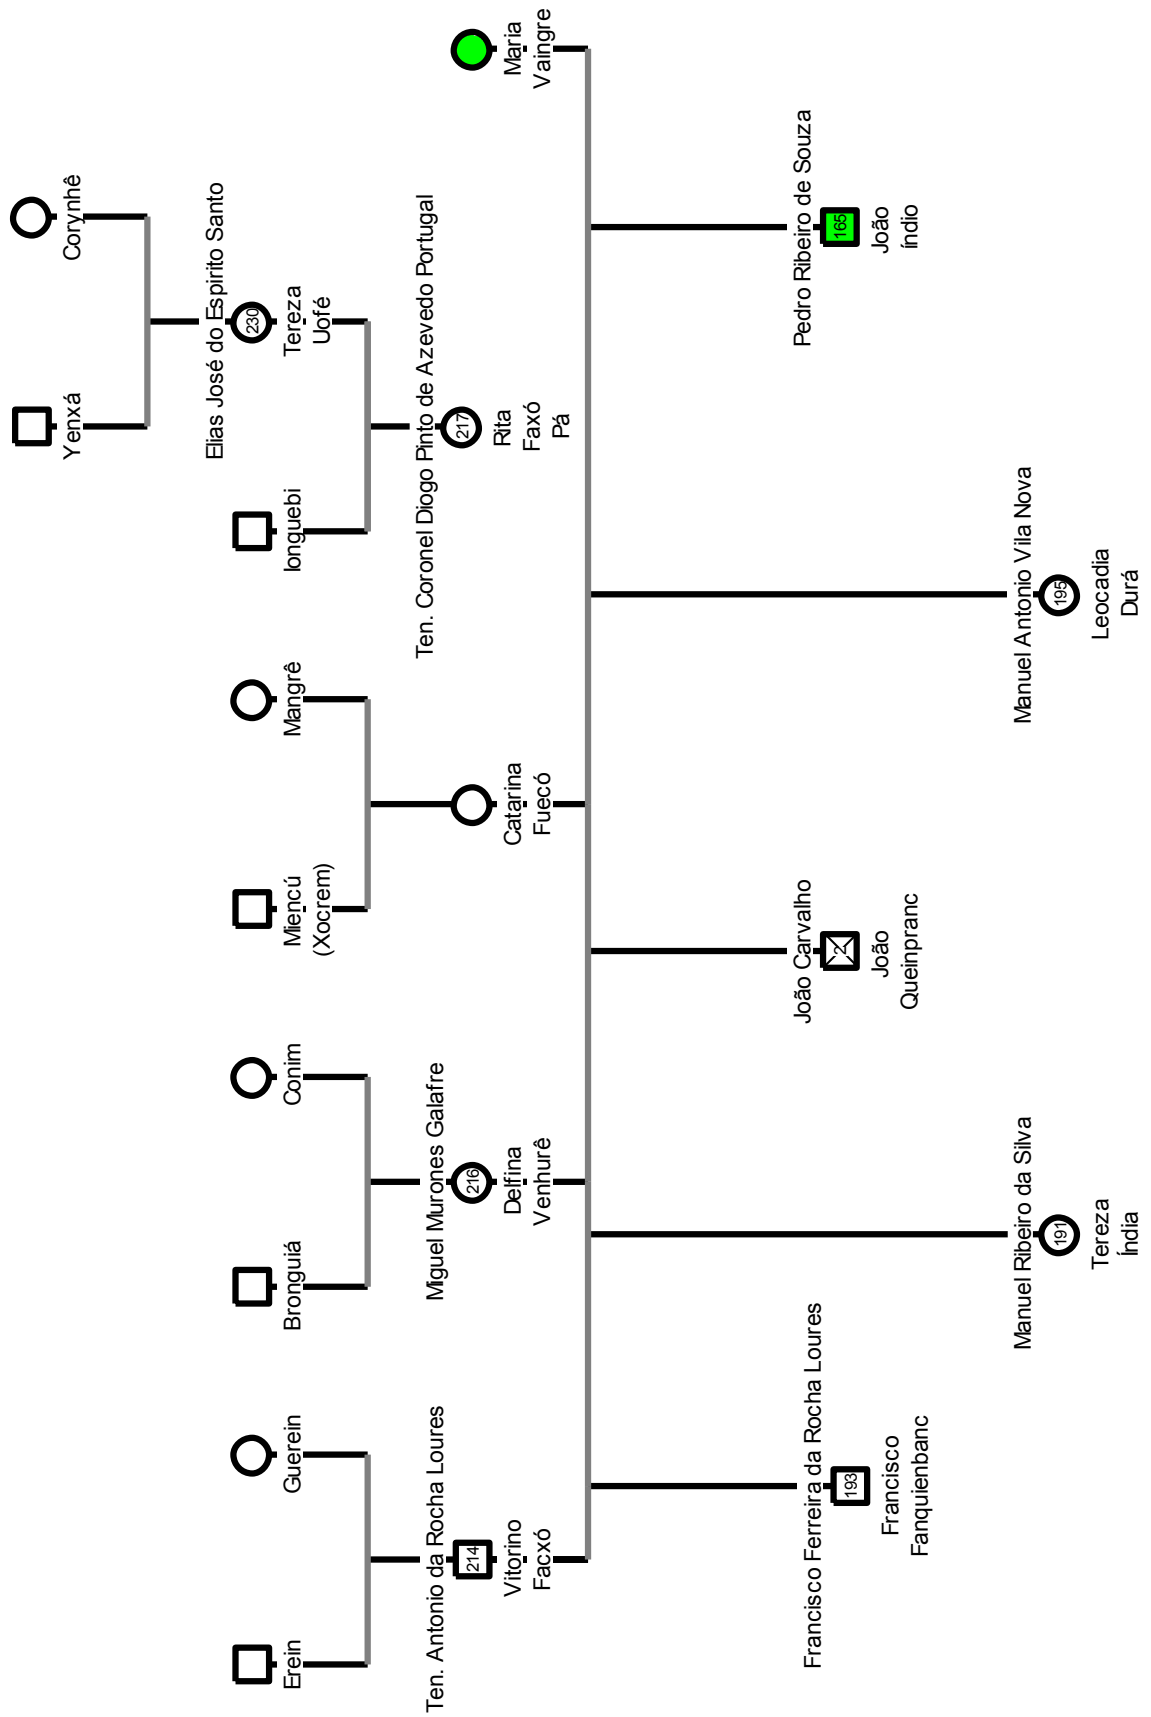 Yenxá
Corynhê
Elias José do Espirito Santo
230
Tereza
Uofé
Erein
Guerein
Bronguiá
Conim
Miencú
(Xocrem)
Mangrê
Ionguebi
Ten. Antonio da Rocha Loures
214
Vitorino
Facxó
Miguel Murones Galafre
216
Delfina
Venhurê
Catarina
Fuecó
Ten. Coronel Diogo Pinto de Azevedo Portugal
217
Rita
Faxó
Pá
Maria
Vaingre
Francisco Ferreira da Rocha Loures
193
Francisco
Fanquienbanc
João Carvalho
2
João
Queinpranc
Pedro Ribeiro de Souza
165
João
índio
Manuel Ribeiro da Silva
191
Tereza
Índia
Manuel Antonio Vila Nova
195
Leocadia
Durá